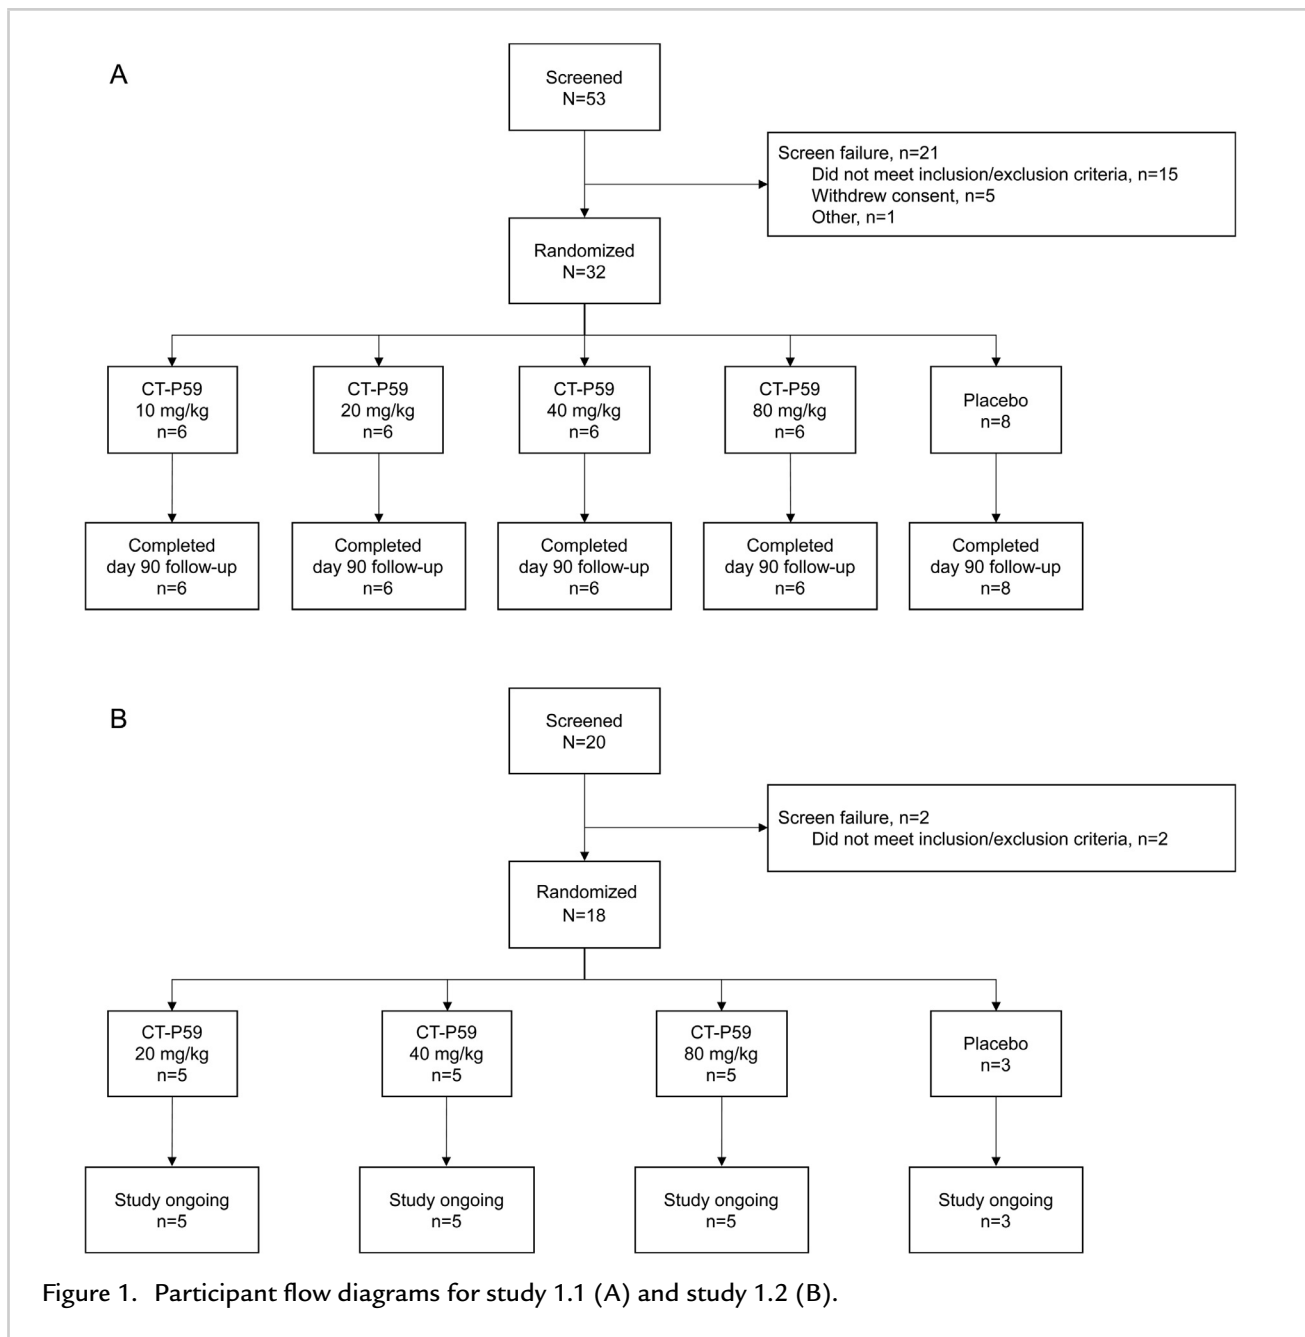 A
Screened
N=53
Screen failure, n=21
Did not meet inclusion/exclusion criteria, n=15
Withdrew consent, n=5
Other, n=1
Randomized
N=32
CT-P59
10 mg/kg
n=6
CT-P59
20 mg/kg
n=6
CT-P59
40 mg/kg
n=6
CT-P59
80 mg/kg
n=6
Placebo
n=8
Completed
day 90 follow-up
n=6
Completed
day 90 follow-up
n=6
Completed
day 90 follow-up
n=6
Completed
day 90 follow-up
n=6
Completed
day 90 follow-up
n=8
B
Screened
N=20
Screen failure, n=2
Did not meet inclusion/exclusion criteria, n=2
Randomized
N=18
CT-P59
20 mg/kg
n=5
CT-P59
40 mg/kg
n=5
CT-P59
80 mg/kg
n=5
Placebo
n=3
Study ongoing
n=5
Study ongoing
n=5
Study ongoing
n=5
Study ongoing
n=3
Figure 1. Participant flow diagrams for study 1.1 (A) and study 1.2 (B).